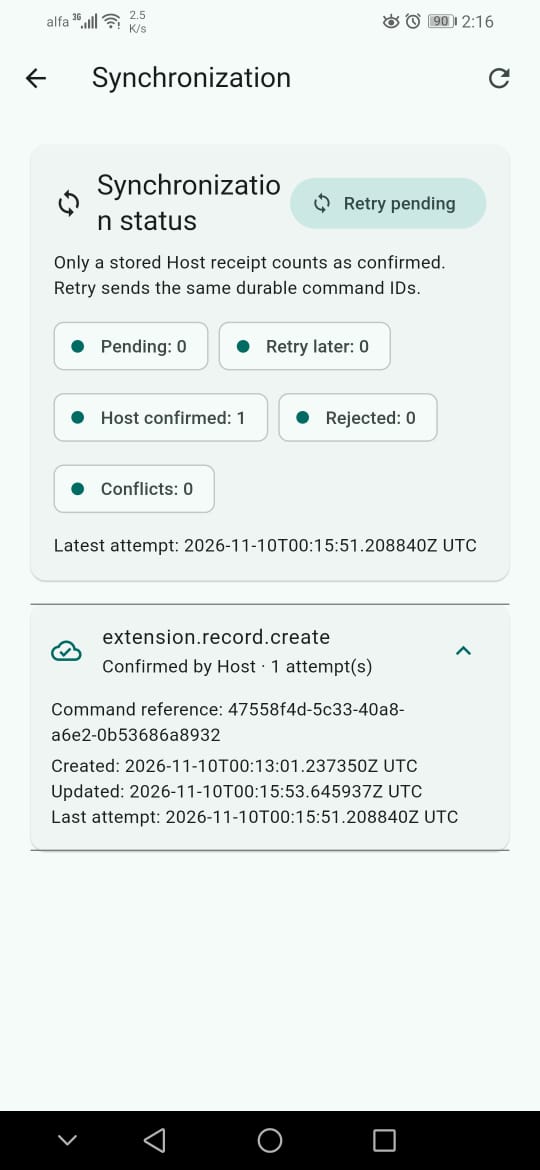 alfa 3G 2.5 K/s 90 2:16
Synchronization
Synchronizatio
n status
Retry pending
Only a stored Host receipt counts as confirmed.
Retry sends the same durable command IDs.
Pending: 0
Retry later: 0
Host confirmed: 1
Rejected: 0
Conflicts: 0
Latest attempt: 2026-11-10T00:15:51.208840Z UTC
extension.record.create
Confirmed by Host · 1 attempt(s)
Command reference: 47558f4d-5c33-40a8-
a6e2-0b53686a8932
Created: 2026-11-10T00:13:01.237350Z UTC
Updated: 2026-11-10T00:15:53.645937Z UTC
Last attempt: 2026-11-10T00:15:51.208840Z UTC